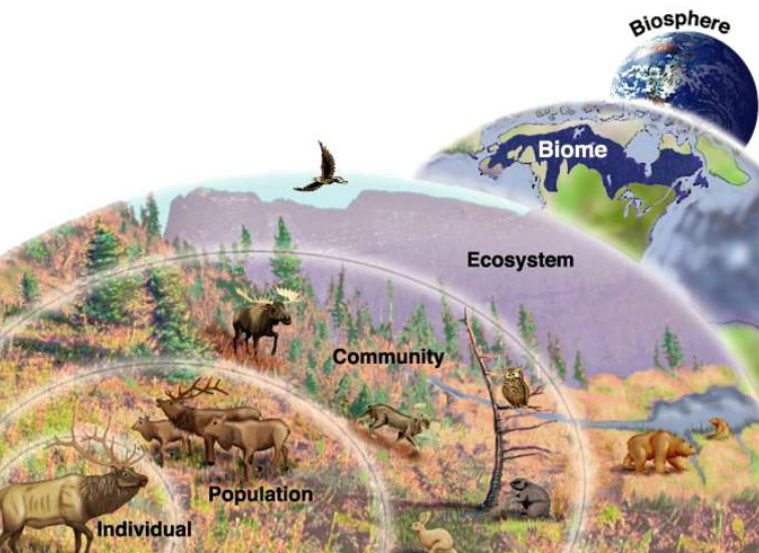 Biosphere
Biome
Ecosystem
Community
Population
Individual